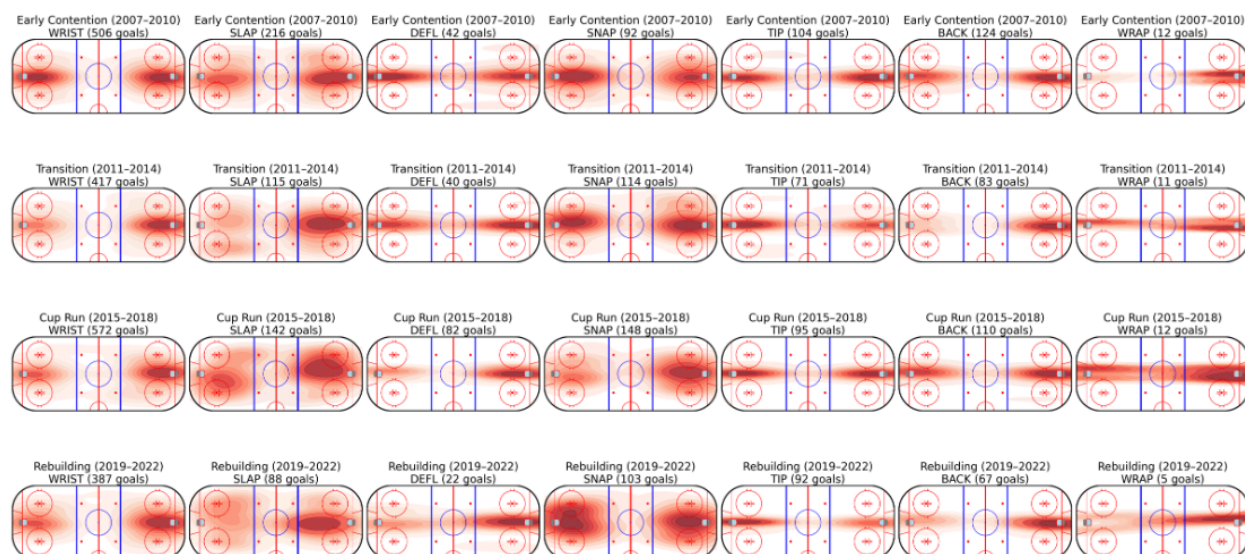 Early Contention (2007–2010)
WRIST (506 goals)
Early Contention (2007–2010)
SLAP (216 goals)
Early Contention (2007–2010)
DEFL (42 goals)
Early Contention (2007–2010)
SNAP (92 goals)
Early Contention (2007–2010)
TIP (104 goals)
Early Contention (2007–2010)
BACK (124 goals)
Early Contention (2007–2010)
WRAP (12 goals)
Transition (2011–2014)
WRIST (417 goals)
Transition (2011–2014)
SLAP (115 goals)
Transition (2011–2014)
DEFL (40 goals)
Transition (2011–2014)
SNAP (114 goals)
Transition (2011–2014)
TIP (71 goals)
Transition (2011–2014)
BACK (83 goals)
Transition (2011–2014)
WRAP (11 goals)
Cup Run (2015–2018)
WRIST (572 goals)
Cup Run (2015–2018)
SLAP (142 goals)
Cup Run (2015–2018)
DEFL (82 goals)
Cup Run (2015–2018)
SNAP (148 goals)
Cup Run (2015–2018)
TIP (95 goals)
Cup Run (2015–2018)
BACK (110 goals)
Cup Run (2015–2018)
WRAP (12 goals)
Rebuilding (2019–2022)
WRIST (387 goals)
Rebuilding (2019–2022)
SLAP (88 goals)
Rebuilding (2019–2022)
DEFL (22 goals)
Rebuilding (2019–2022)
SNAP (103 goals)
Rebuilding (2019–2022)
TIP (92 goals)
Rebuilding (2019–2022)
BACK (67 goals)
Rebuilding (2019–2022)
WRAP (5 goals)